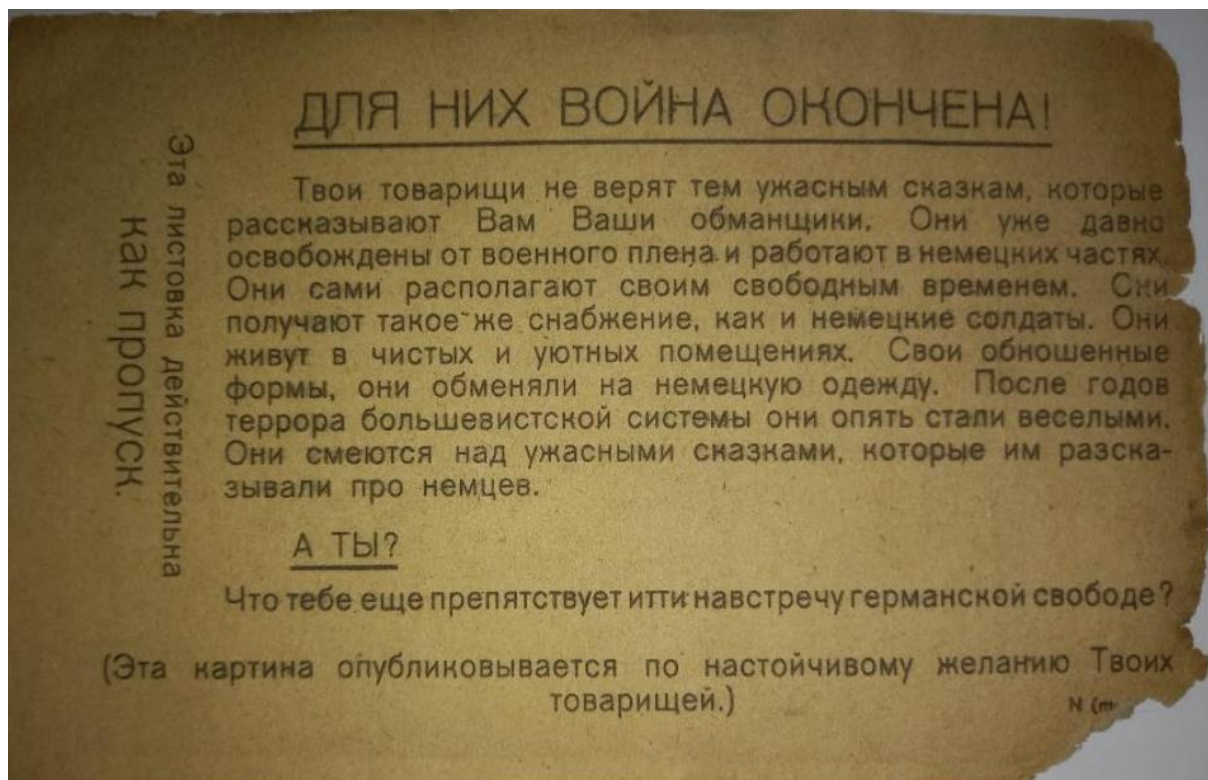 ДЛЯ НИХ ВОЙНА ОКОНЧЕНА!
Твои товарищи не верят тем ужасным сказкам, которые
рассказывают Вам Ваши обманщики. Они уже давно
освобождены от военного плена и работают в немецких частях.
Они сами располагают своим свободным временем. Они
получают такое же снабжение, как и немецкие солдаты. Они
живут в чистых и уютных помещениях. Свои обношенные
формы, они обменяли на немецкую одежду. После годов
террора большевистской системы они опять стали веселыми.
Они смеются над ужасными сказками, которые им разска-
зывали про немцев.
А ТЫ?
Что тебе еще препятствует итти навстречу германской свободе?
(Эта картина опубликовывается по настойчивому желанию Твоих
товарищей.)
Эта листовка действительна
как пропуск.